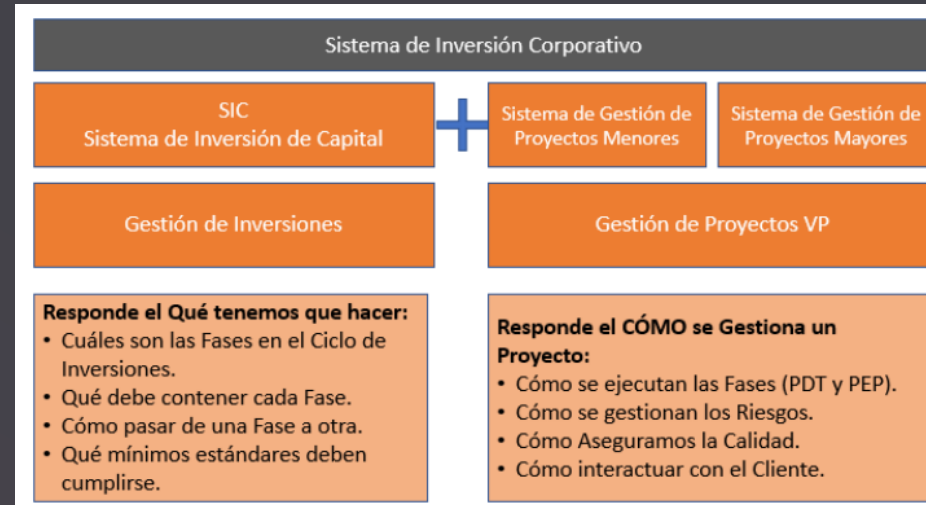 Sistema de Inversión Corporativo
SIC
Sistema de Inversión de Capital
Sistema de Gestión de
Proyectos Menores
Sistema de Gestión de
Proyectos Mayores
Gestión de Inversiones
Gestión de Proyectos VP
Responde el Qué tenemos que hacer:
• Cuáles son las Fases en el Ciclo de
Inversiones.
• Qué debe contener cada Fase.
• Cómo pasar de una Fase a otra.
• Qué mínimos estándares deben
cumplirse.
Responde el CÓMO se Gestiona un
Proyecto:
• Cómo se ejecutan las Fases (PDT y PEP).
• Cómo se gestionan los Riesgos.
• Cómo Aseguramos la Calidad.
• Cómo interactuar con el Cliente.